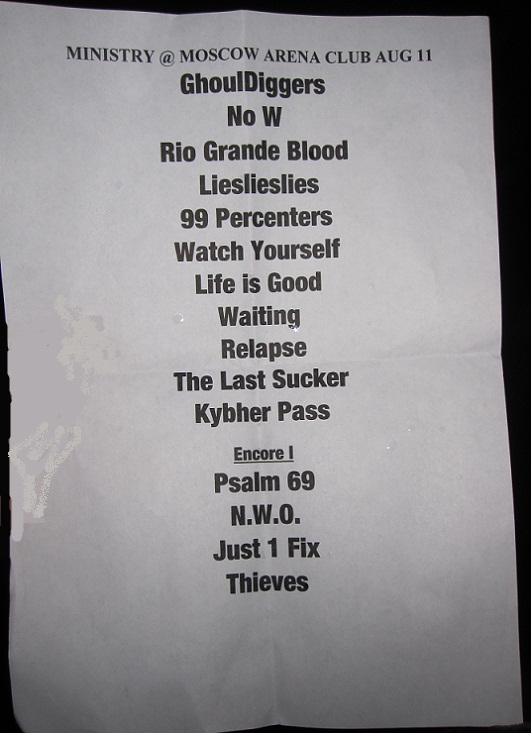 MINISTRY @ MOSCOW ARENA CLUB AUG 11
GhoulDiggers
No W
Rio Grande Blood
Lieslieslies
99 Percenters
Watch Yourself
Life is Good
Waiting
Relapse
The Last Sucker
Kybher Pass
Encore I
Psalm 69
N.W.O.
Just 1 Fix
Thieves